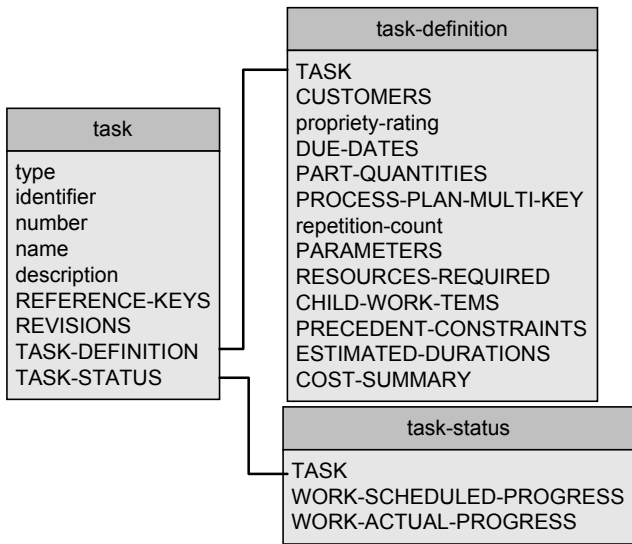 task
type
identifier
number
name
description
REFERENCE-KEYS
REVISIONS
TASK-DEFINITION
TASK-STATUS
task-definition
TASK
CUSTOMERS
propriety-rating
DUE-DATES
PART-QUANTITIES
PROCESS-PLAN-MULTI-KEY
repetition-count
PARAMETERS
RESOURCES-REQUIRED
CHILD-WORK-TEMS
PRECEDENT-CONSTRAINTS
ESTIMATED-DURATIONS
COST-SUMMARY
task-status
TASK
WORK-SCHEDULED-PROGRESS
WORK-ACTUAL-PROGRESS